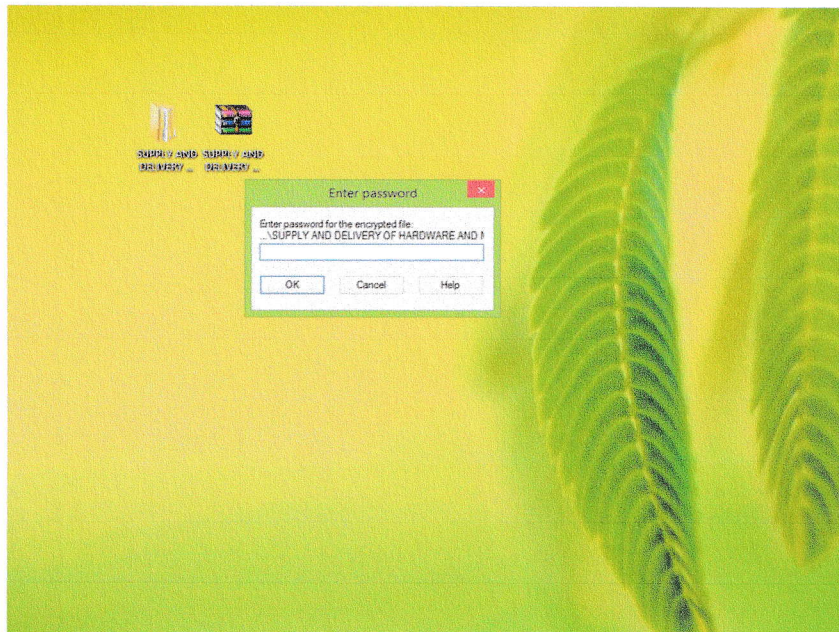 SUPPLY AND
DELIVERY ...
SUPPLY AND
DELIVERY ...
Enter password
Enter password for the encrypted file:
...\SUPPLY AND DELIVERY OF HARDWARE AND M
OK
Cancel
Help